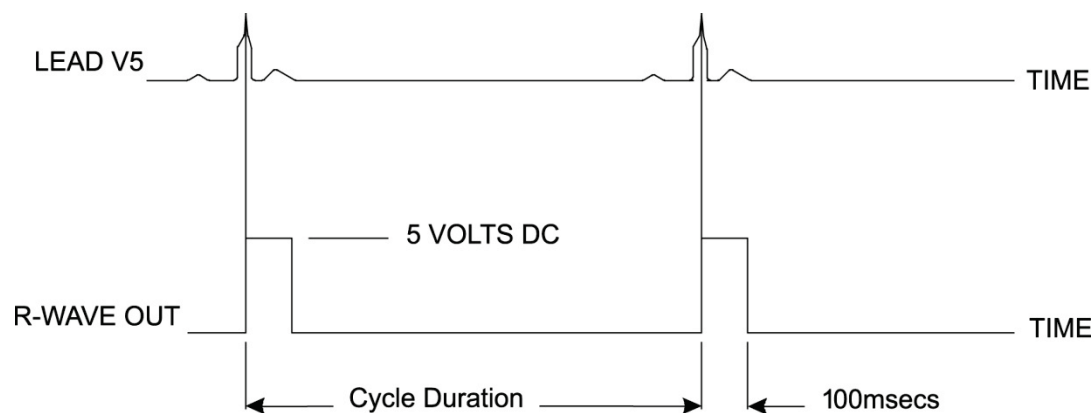 LEAD V5
TIME
5 VOLTS DC
R-WAVE OUT
TIME
Cycle Duration
100msecs